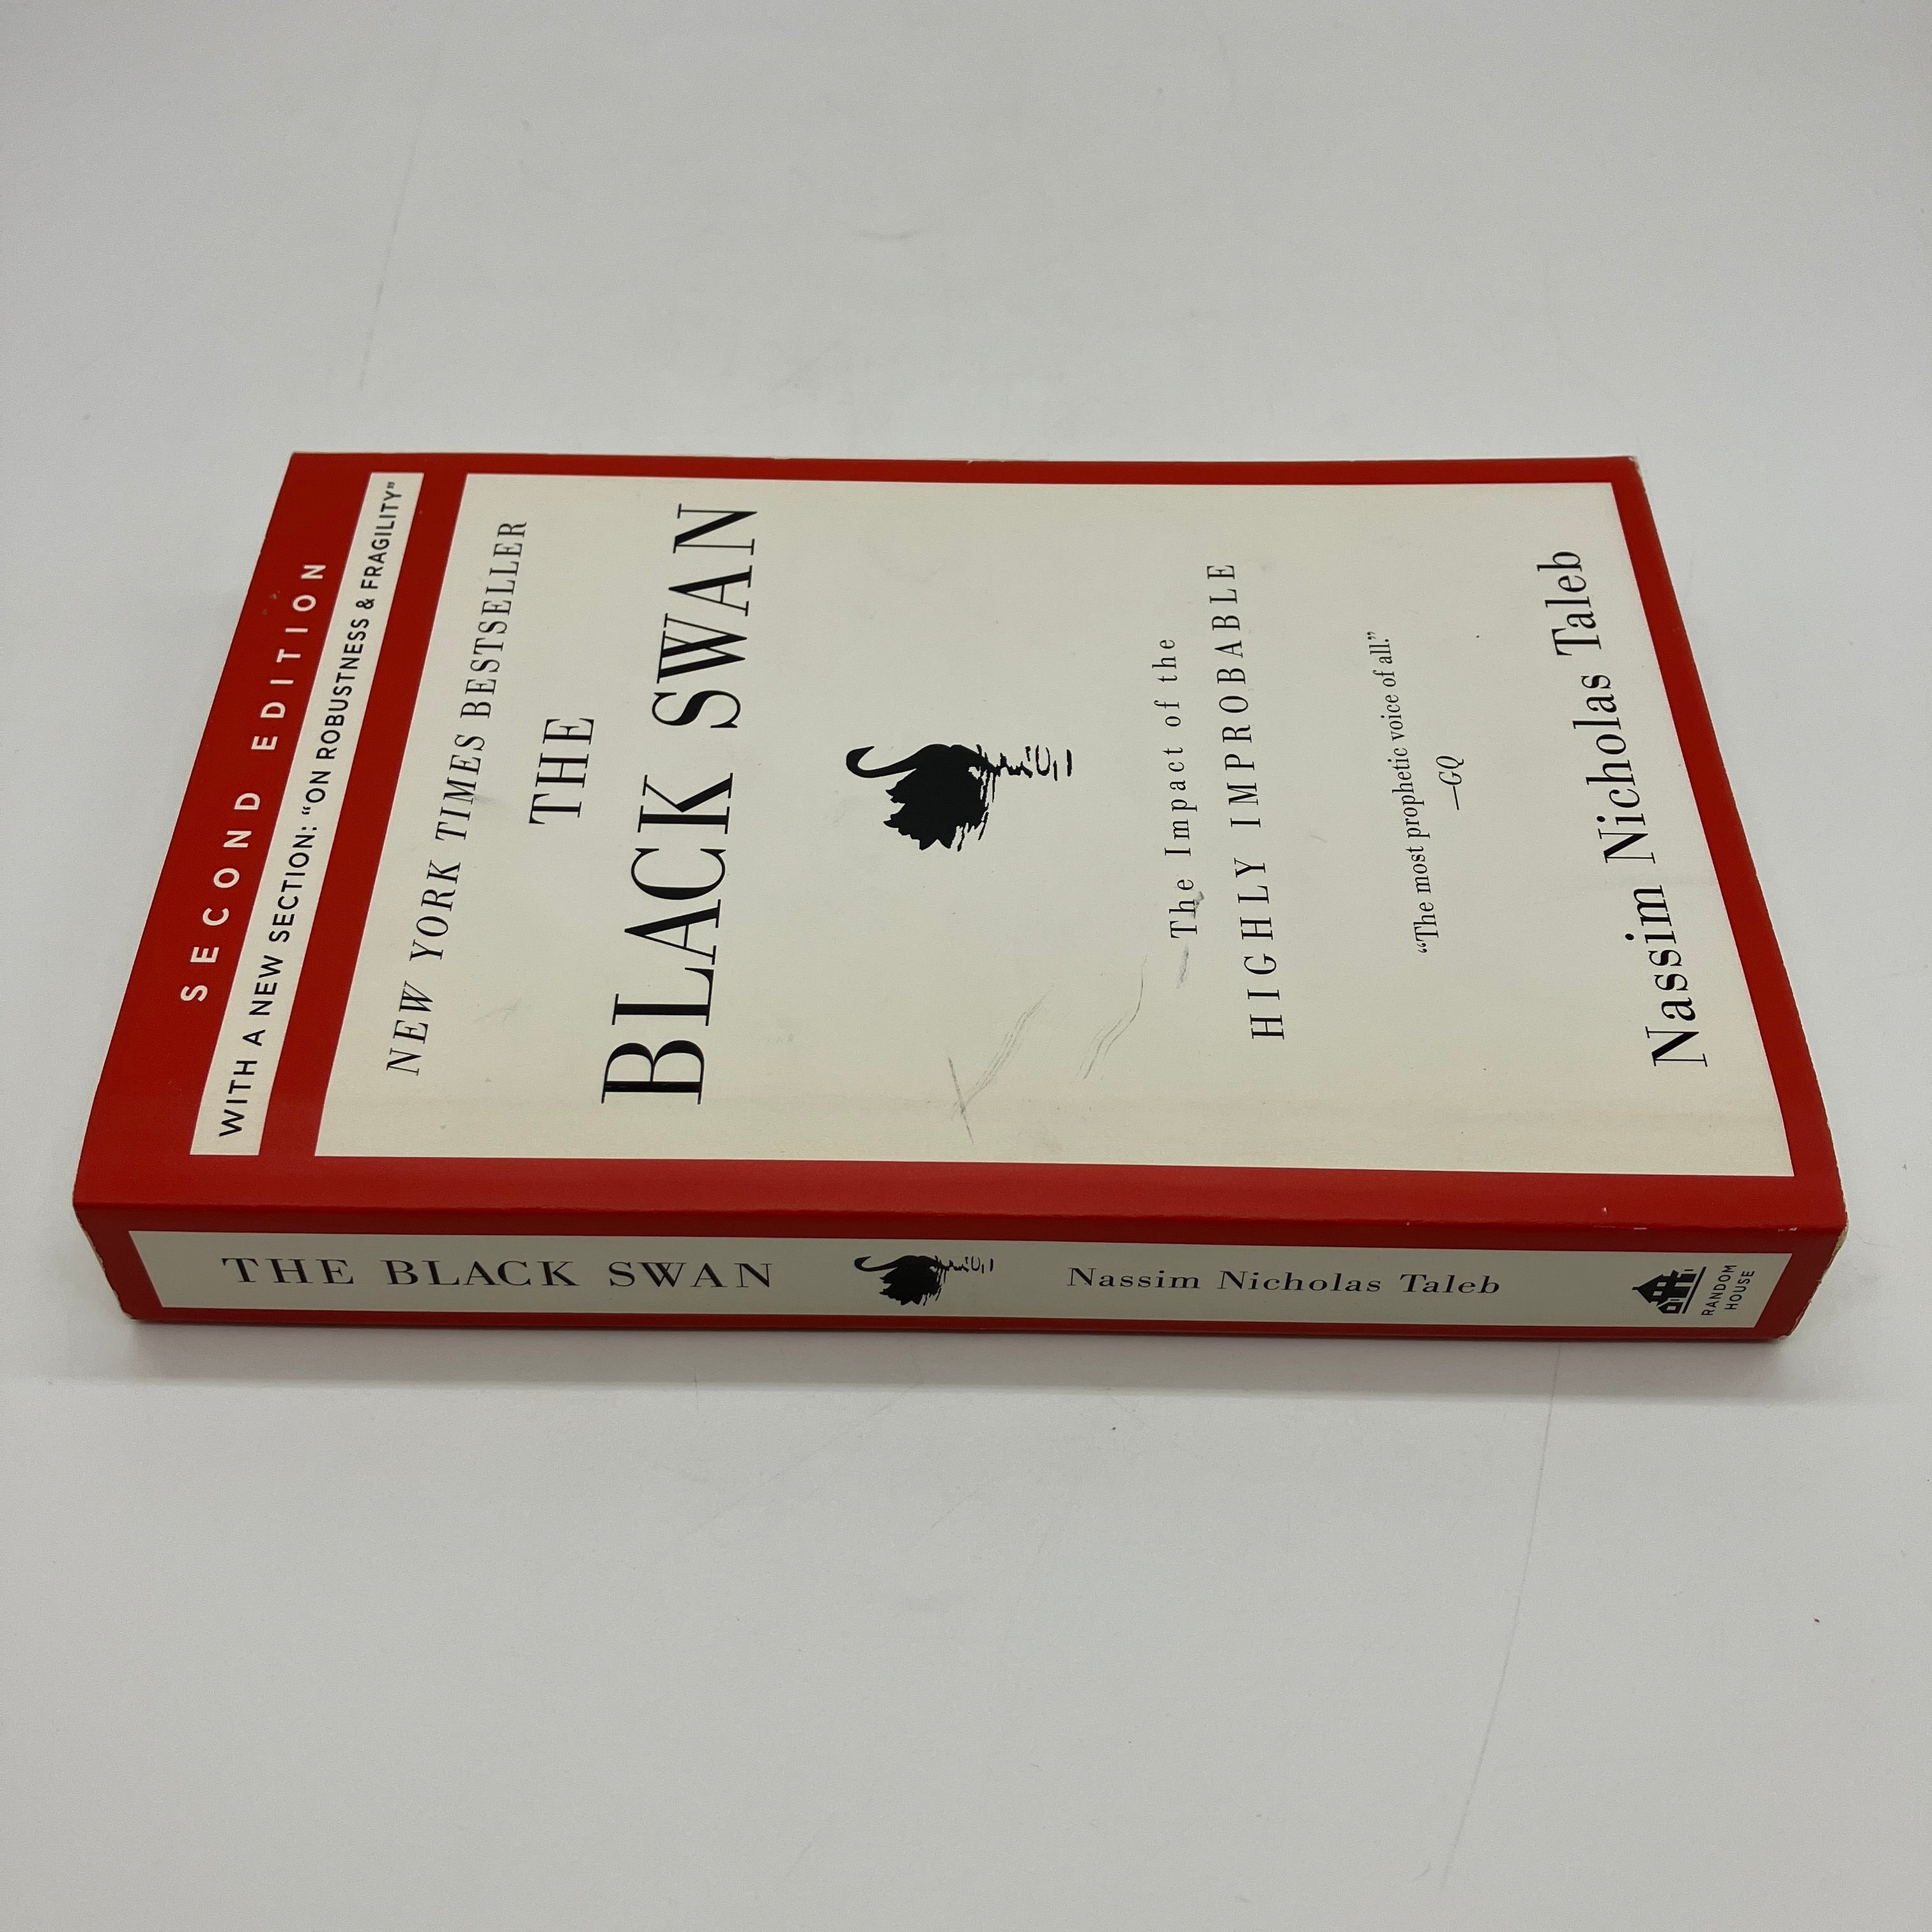 SECOND EDITION
WITH A NEW SECTION: “ON ROBUSTNESS & FRAGILITY”
NEW YORK TIMES BESTSELLER
THE
BLACK SWAN
The Impact of the
HIGHLY IMPROBABLE
“The most prophetic voice of all.”
—GQ
Nassim Nicholas Taleb
THE BLACK SWAN
Nassim Nicholas Taleb
RANDOM
HOUSE